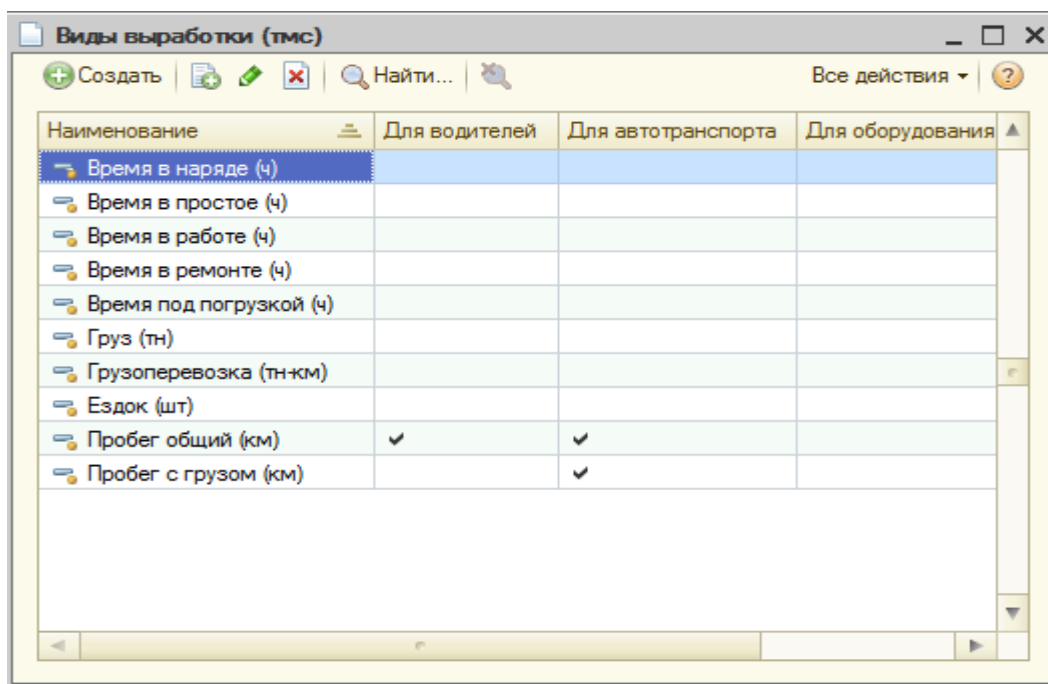 Виды выработки (тмс)
Создать Найти... Все действия
Наименование Для водителей Для автотранспорта Для оборудования
Время в наряде (ч)
Время в простое (ч)
Время в работе (ч)
Время в ремонте (ч)
Время под погрузкой (ч)
Груз (тн)
Грузоперевозка (тн-км)
Ездок (шт)
Пробег общий (км)
Пробег с грузом (км)